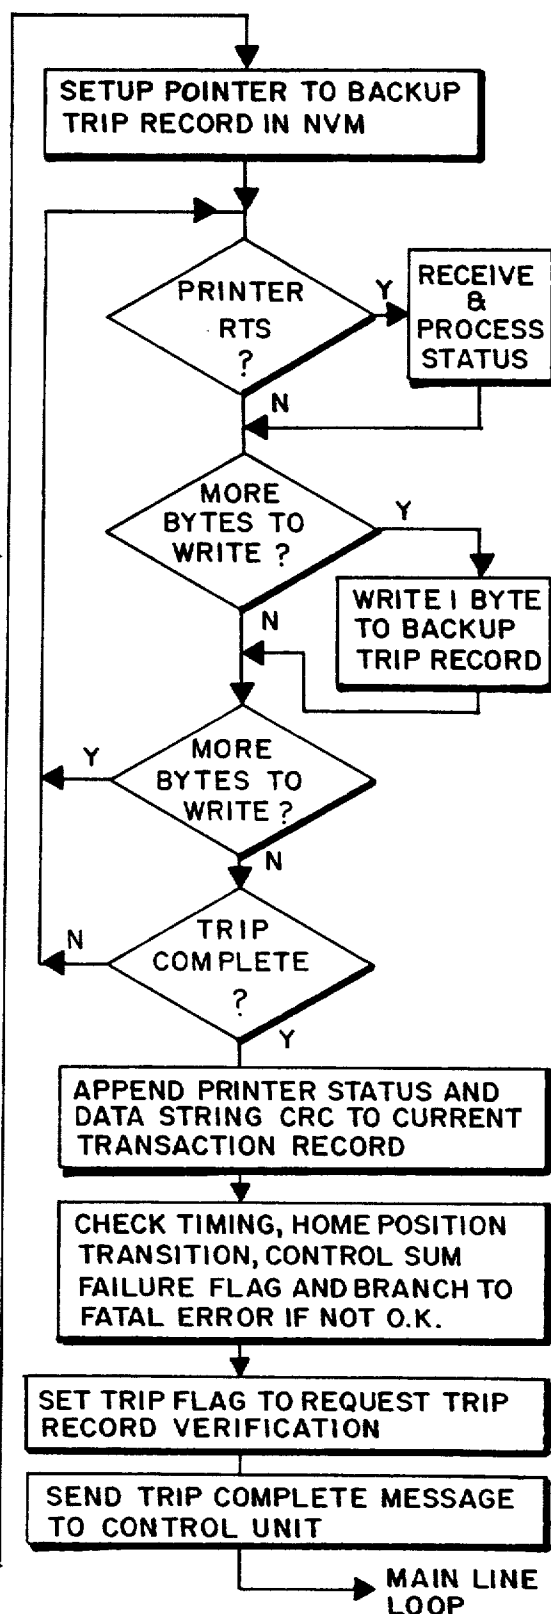 SETUP POINTER TO BACKUP
TRIP RECORD IN NVM
PRINTER
RTS
?
Y
RECEIVE
&
PROCESS
STATUS
N
MORE
BYTES TO
WRITE ?
Y
WRITE 1 BYTE
TO BACKUP
TRIP RECORD
N
MORE
BYTES TO
WRITE ?
Y
N
TRIP
COMPLETE
?
N
Y
APPEND PRINTER STATUS AND
DATA STRING CRC TO CURRENT
TRANSACTION RECORD
CHECK TIMING, HOME POSITION
TRANSITION, CONTROL SUM
FAILURE FLAG AND BRANCH TO
FATAL ERROR IF NOT O.K.
SET TRIP FLAG TO REQUEST TRIP
RECORD VERIFICATION
SEND TRIP COMPLETE MESSAGE
TO CONTROL UNIT
MAIN LINE
LOOP